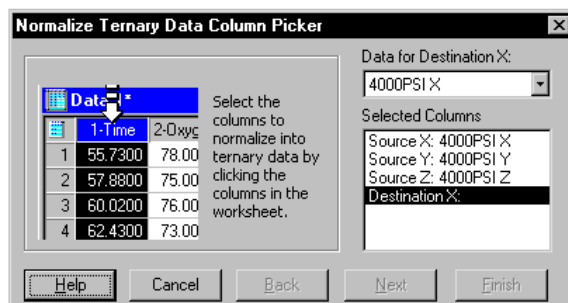 Normalize Ternary Data Column Picker
Data *
1-Time 2-Oxyg
1 55.7300 78.00
2 57.8800 75.00
3 60.0200 76.00
4 62.4300 73.00
Select the
columns to
normalize into
ternary data by
clicking the
columns in the
worksheet.
Data for Destination X:
4000PSI X
Selected Columns
Source X: 4000PSI X
Source Y: 4000PSI Y
Source Z: 4000PSI Z
Destination X:
Help Cancel Back Next Finish